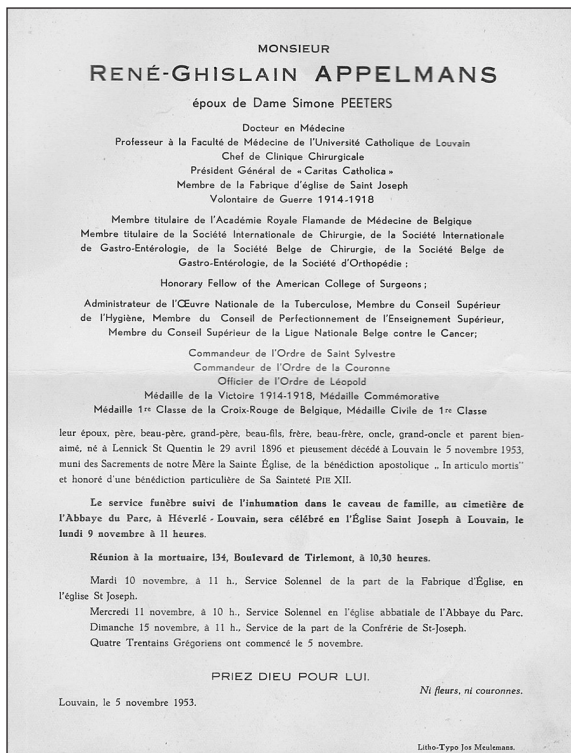 MONSIEUR
RENÉ-GHISLAIN APPELMANS
époux de Dame Simone PEETERS
Docteur en Médecine
Professeur à la Faculté de Médecine de l'Université Catholique de Louvain
Chef de Clinique Chirurgicale
Président Général de « Caritas Catholica »
Membre de la Fabrique d'église de Saint Joseph
Volontaire de Guerre 1914-1918
Membre titulaire de l'Académie Royale Flamande de Médecine de Belgique
Membre titulaire de la Société Internationale de Chirurgie, de la Société Internationale
de Gastro-Entérologie, de la Société Belge de Chirurgie, de la Société Belge de
Gastro-Entérologie, de la Société d'Orthopédie ;
Honorary Fellow of the American College of Surgeons ;
Administrateur de l'Œuvre Nationale de la Tuberculose, Membre du Conseil Supérieur
de l'Hygiène, Membre du Conseil de Perfectionnement de l'Enseignement Supérieur,
Membre du Conseil Supérieur de la Ligue Nationale Belge contre le Cancer;
Commandeur de l'Ordre de Saint Sylvestre
Commandeur de l'Ordre de la Couronne
Officier de l'Ordre de Léopold
Médaille de la Victoire 1914-1918, Médaille Commémorative
Médaille 1re Classe de la Croix-Rouge de Belgique, Médaille Civile de 1re Classe
leur époux, père, beau-père, grand-père, beau-fils, frère, beau-frère, oncle, grand-oncle et parent bien-
aimé, né à Lennick St Quentin le 29 avril 1896 et pieusement décédé à Louvain le 5 novembre 1953,
muni des Sacrements de notre Mère la Sainte Église, de la bénédiction apostolique „ In articulo mortis"
et honoré d'une bénédiction particulière de Sa Sainteté PIE XII.
Le service funèbre suivi de l'inhumation dans le caveau de famille, au cimetière de
l'Abbaye du Parc, à Héverlé - Louvain, sera célébré en l'Église Saint Joseph à Louvain, le
lundi 9 novembre à 11 heures.
Réunion à la mortuaire, 134, Boulevard de Tirlemont, à 10,30 heures.
Mardi 10 novembre, à 11 h., Service Solennel de la part de la Fabrique d'Église, en
l'église St Joseph.
Mercredi 11 novembre, à 10 h., Service Solennel en l'église abbatiale de l'Abbaye du Parc.
Dimanche 15 novembre, à 11 h., Service de la part de la Confrérie de St-Joseph.
Quatre Trentains Grégoriens ont commencé le 5 novembre.
PRIEZ DIEU POUR LUI.
Ni fleurs, ni couronnes.
Louvain, le 5 novembre 1953.
Litho-Typo Jos Meulemans.